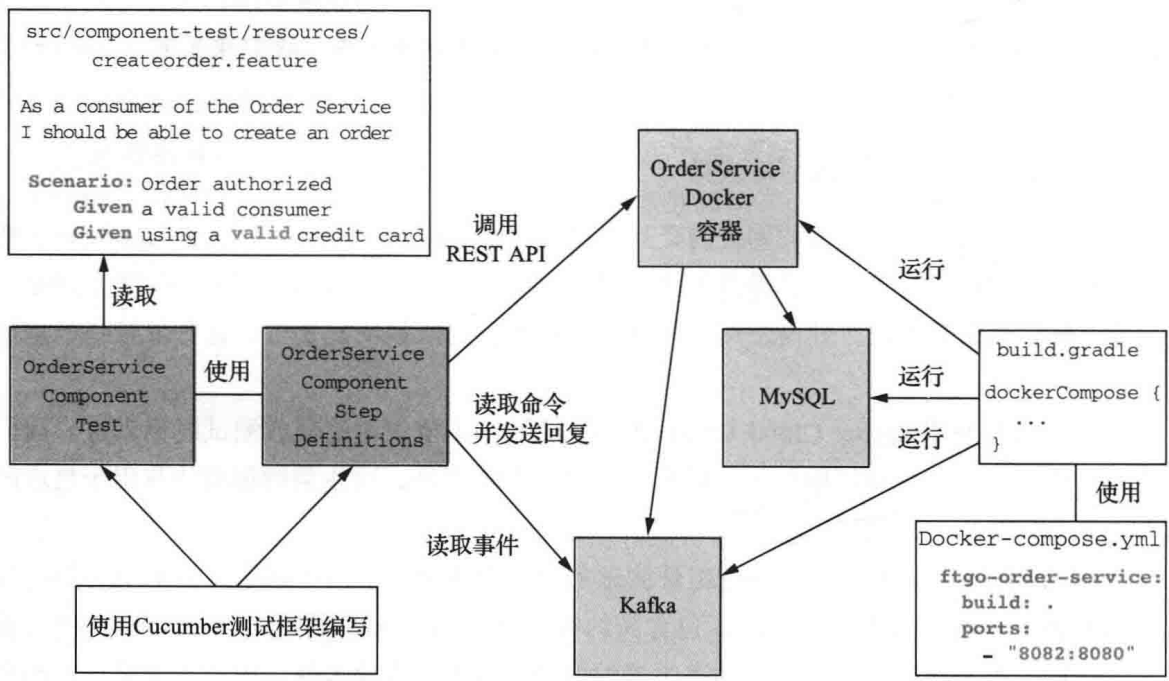 src/component-test/resources/
createorder.feature
As a consumer of the Order Service
I should be able to create an order
Scenario: Order authorized
Given a valid consumer
Given using a valid credit card
读取
OrderService
Component
Test
使用
OrderService
Component
Step
Definitions
使用Cucumber测试框架编写
调用
REST API
读取命令
并发送回复
读取事件
Order Service
Docker
容器
MySQL
Kafka
运行
运行
运行
build.gradle
dockerCompose {
...
}
使用
Docker-compose.yml
ftgo-order-service:
build: .
ports:
- "8082:8080"